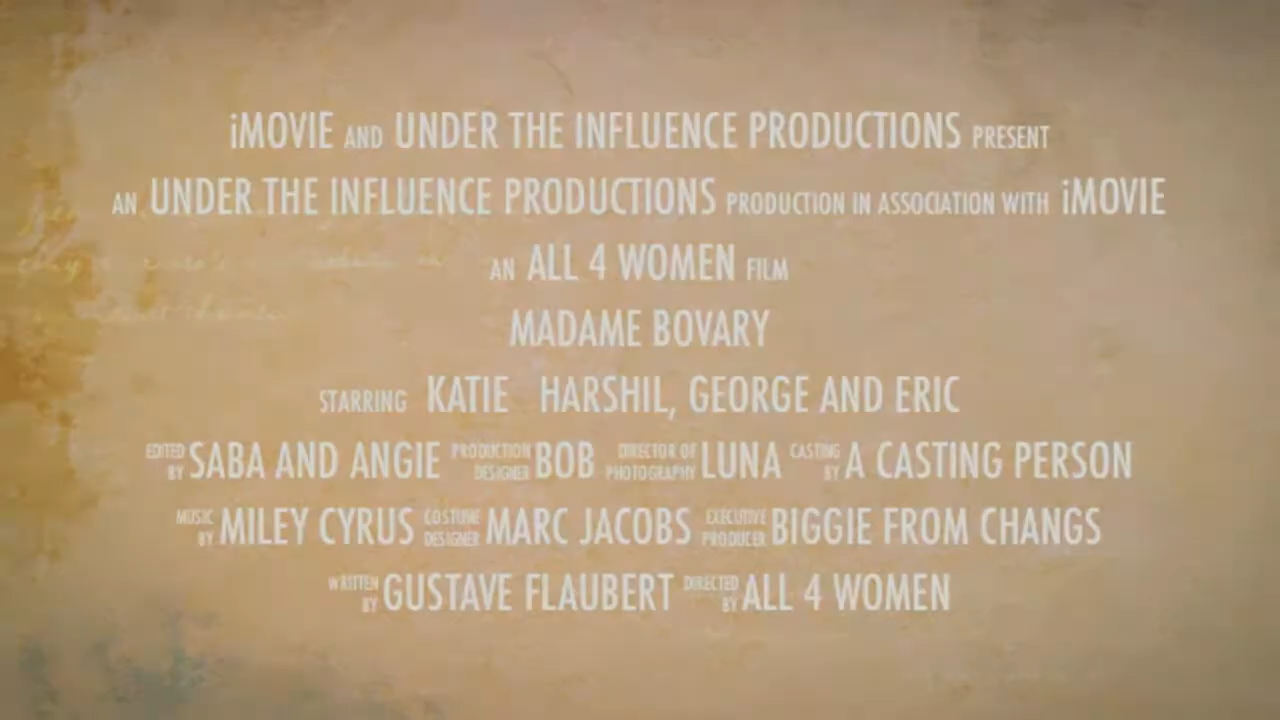 iMOVIE AND UNDER THE INFLUENCE PRODUCTIONS PRESENT
AN UNDER THE INFLUENCE PRODUCTIONS PRODUCTION IN ASSOCIATION WITH iMOVIE
AN ALL 4 WOMEN FILM
MADAME BOVARY
STARRING KATIE HARSHIL, GEORGE AND ERIC
EDITED BY SABA AND ANGIE PRODUCTION DESIGNER BOB DIRECTOR OF PHOTOGRAPHY LUNA CASTING BY A CASTING PERSON
MUSIC BY MILEY CYRUS COSTUME DESIGNER MARC JACOBS EXECUTIVE PRODUCER BIGGIE FROM CHANGS
WRITTEN BY GUSTAVE FLAUBERT DIRECTED BY ALL 4 WOMEN